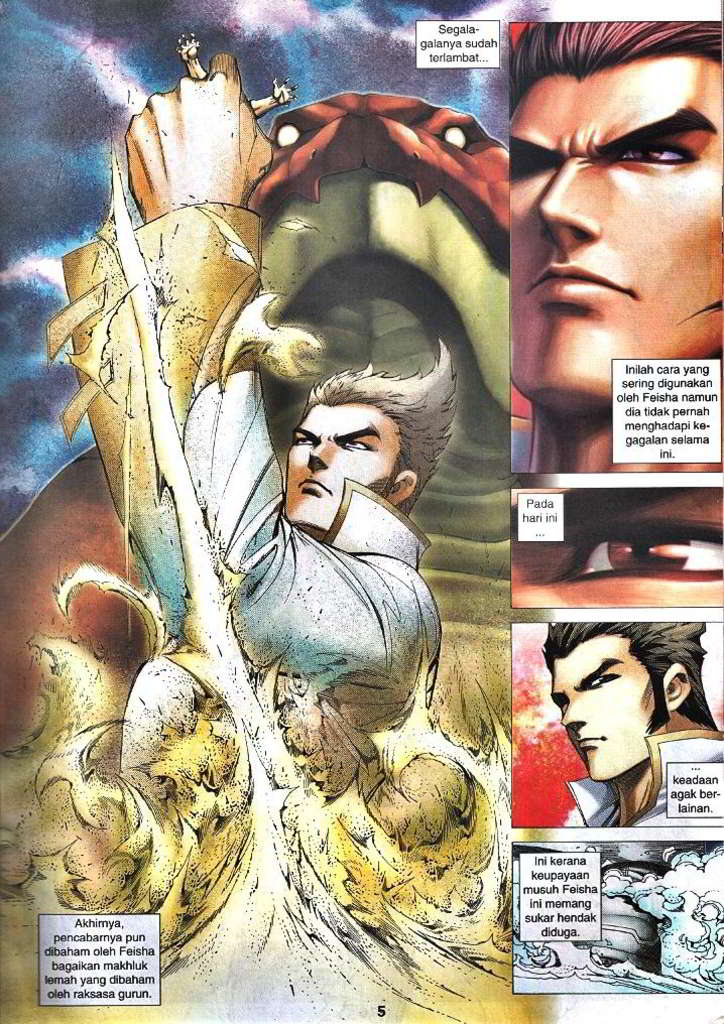 Segala-
galanya sudah
terlambat...
Inilah cara yang
sering digunakan
oleh Feisha namun
dia tidak pernah
menghadapi ke-
gagalan selama
ini.
Pada
hari ini
...
...
keadaan
agak ber-
lainan.
Ini kerana
keupayaan
musuh Feisha
ini memang
sukar hendak
diduga.
Akhirnya,
pencabarnya pun
dibaham oleh Feisha
bagaikan makhluk
lemah yang dibaham
oleh raksasa gurun.
5